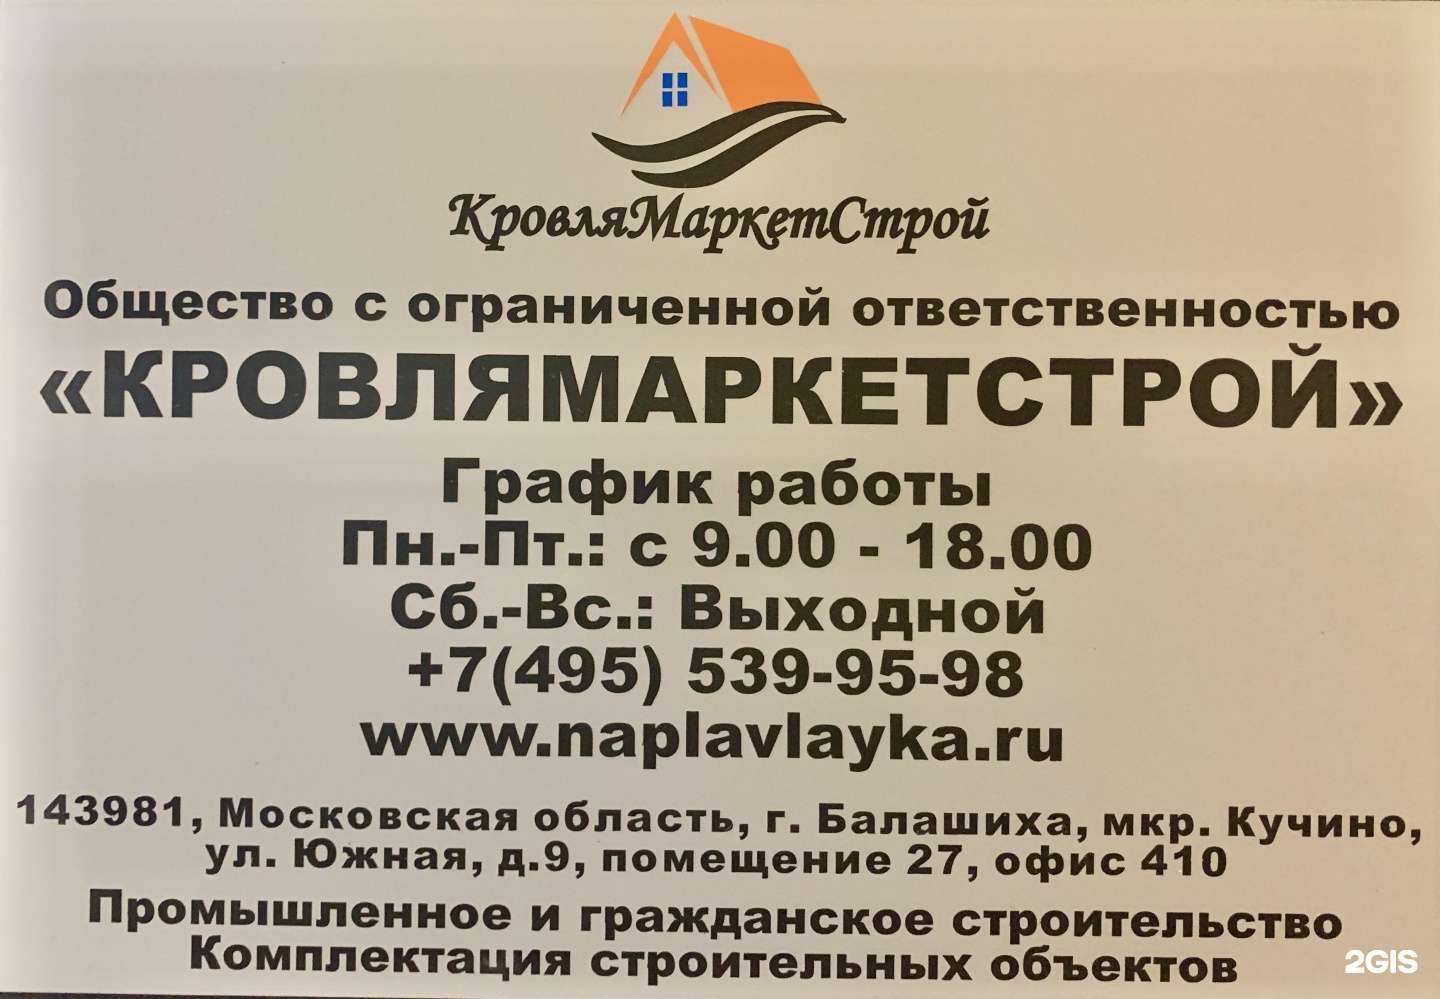 КровляМаркетСтрой
Общество с ограниченной ответственностью
«КРОВЛЯМАРКЕТСТРОЙ»
График работы
Пн.-Пт.: с 9.00 - 18.00
Сб.-Вс.: Выходной
+7(495) 539-95-98
www.naplavlayka.ru
143981, Московская область, г. Балашиха, мкр. Кучино,
ул. Южная, д.9, помещение 27, офис 410
Промышленное и гражданское строительство
Комплектация строительных объектов
2GIS